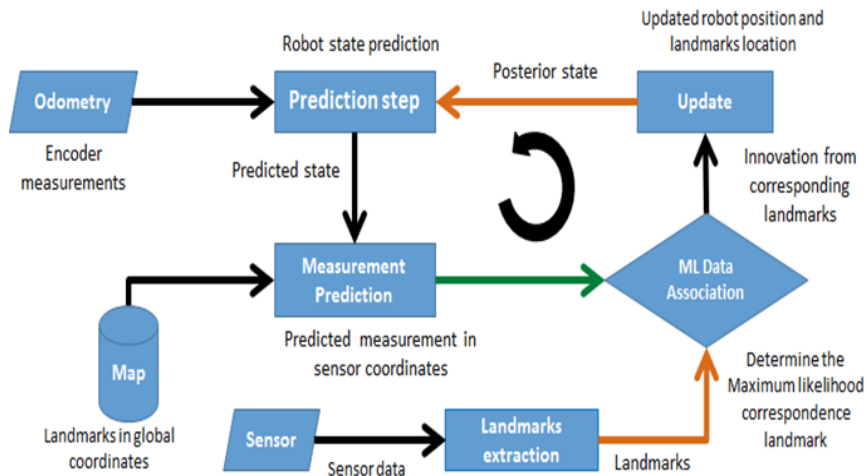 Updated robot position and
landmarks location
Robot state prediction
Posterior state
Odometry
Prediction step
Update
Encoder
measurements
Predicted state
Innovation from
corresponding
landmarks
Measurement
Prediction
ML Data
Association
Map
Predicted measurement in
sensor coordinates
Determine the
Maximum likelihood
correspondence
landmark
Landmarks in global
coordinates
Sensor
Sensor data
Landmarks
extraction
Landmarks